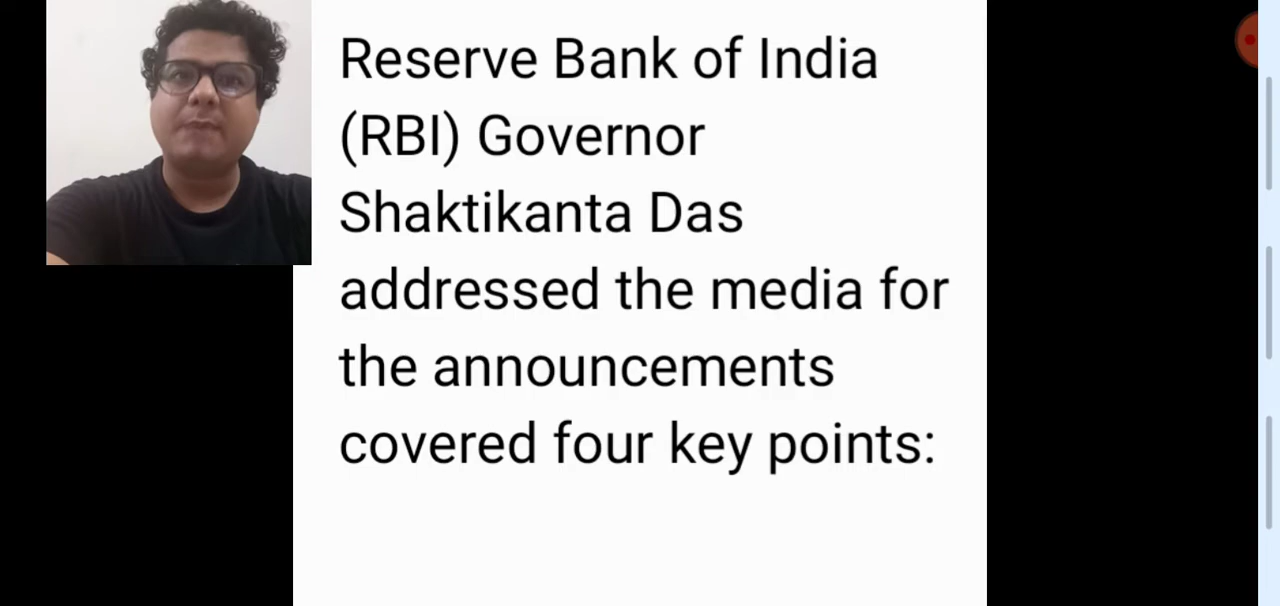 Reserve Bank of India
(RBI) Governor
Shaktikanta Das
addressed the media for
the announcements
covered four key points: